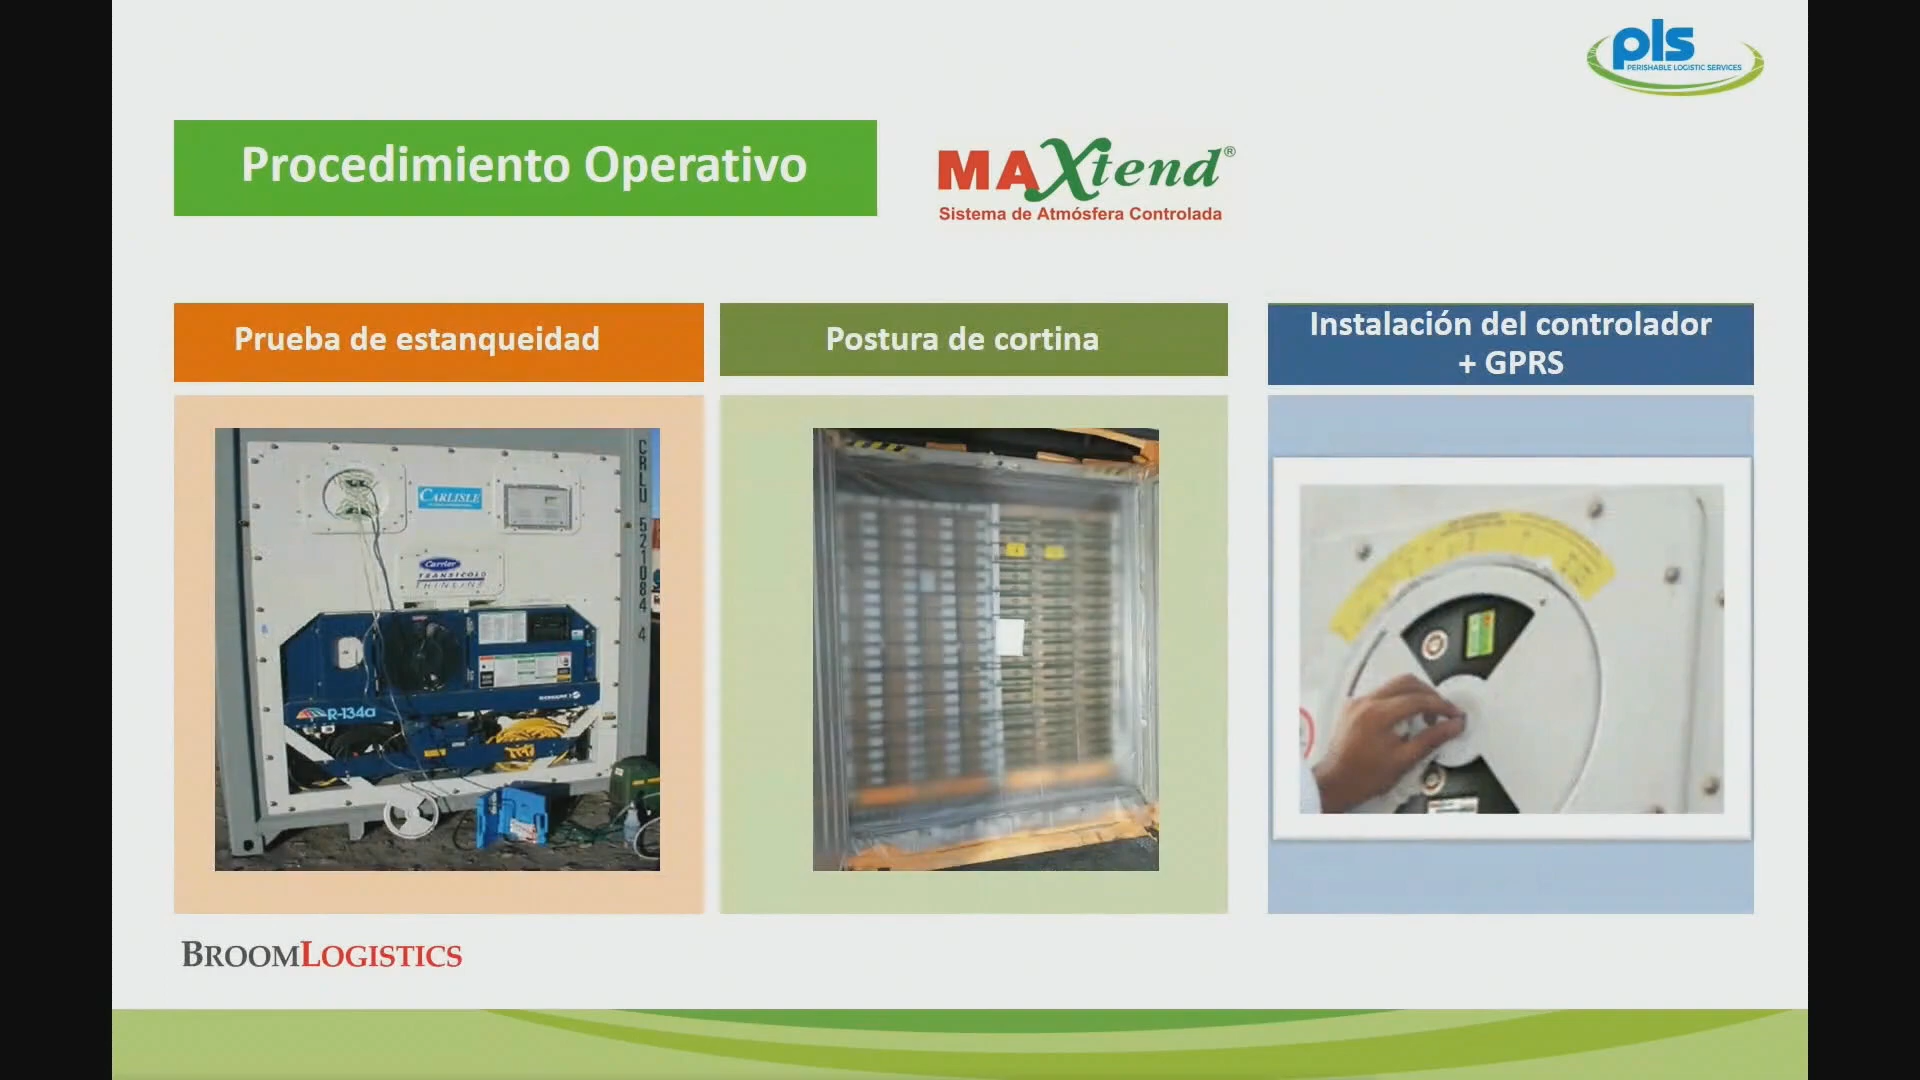 pls
PERISHABLE LOGISTIC SERVICES
Procedimiento Operativo
MAXtend®
Sistema de Atmósfera Controlada
Prueba de estanqueidad
Postura de cortina
Instalación del controlador
+ GPRS
CARLISLE
Carrier
TRANSICOLD
THINLINE
CRLU 521084 4
R-134a
BROOMLOGISTICS